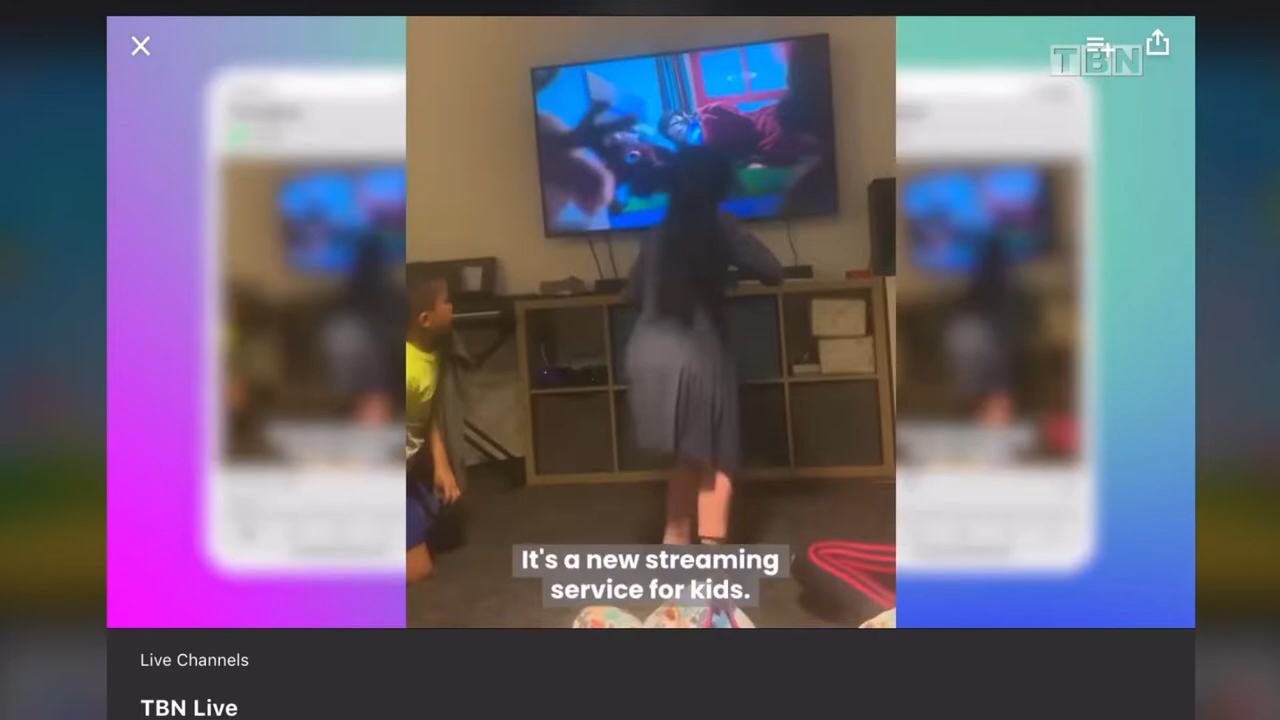 TBN
It's a new streaming
service for kids.
Live Channels
TBN Live